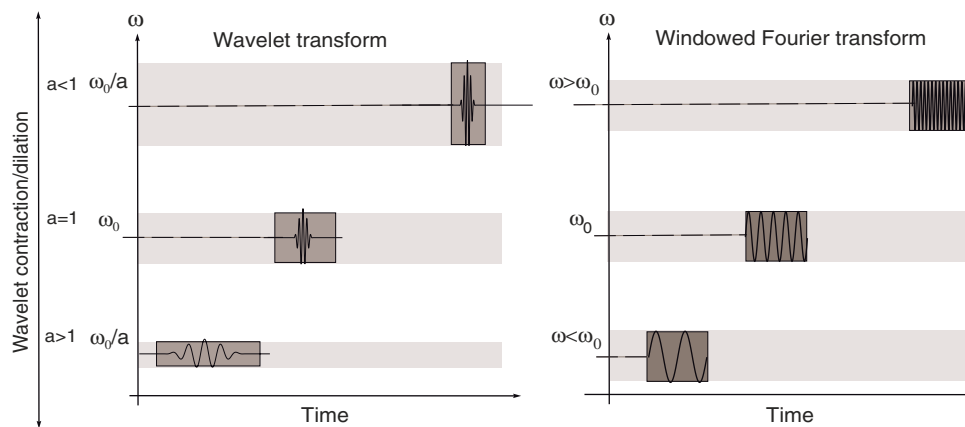 Wavelet contraction/dilation
ω
Wavelet transform
a<1 ω₀/a
a=1 ω₀
a>1 ω₀/a
Time
ω
Windowed Fourier transform
ω>ω₀
ω₀
ω<ω₀
Time